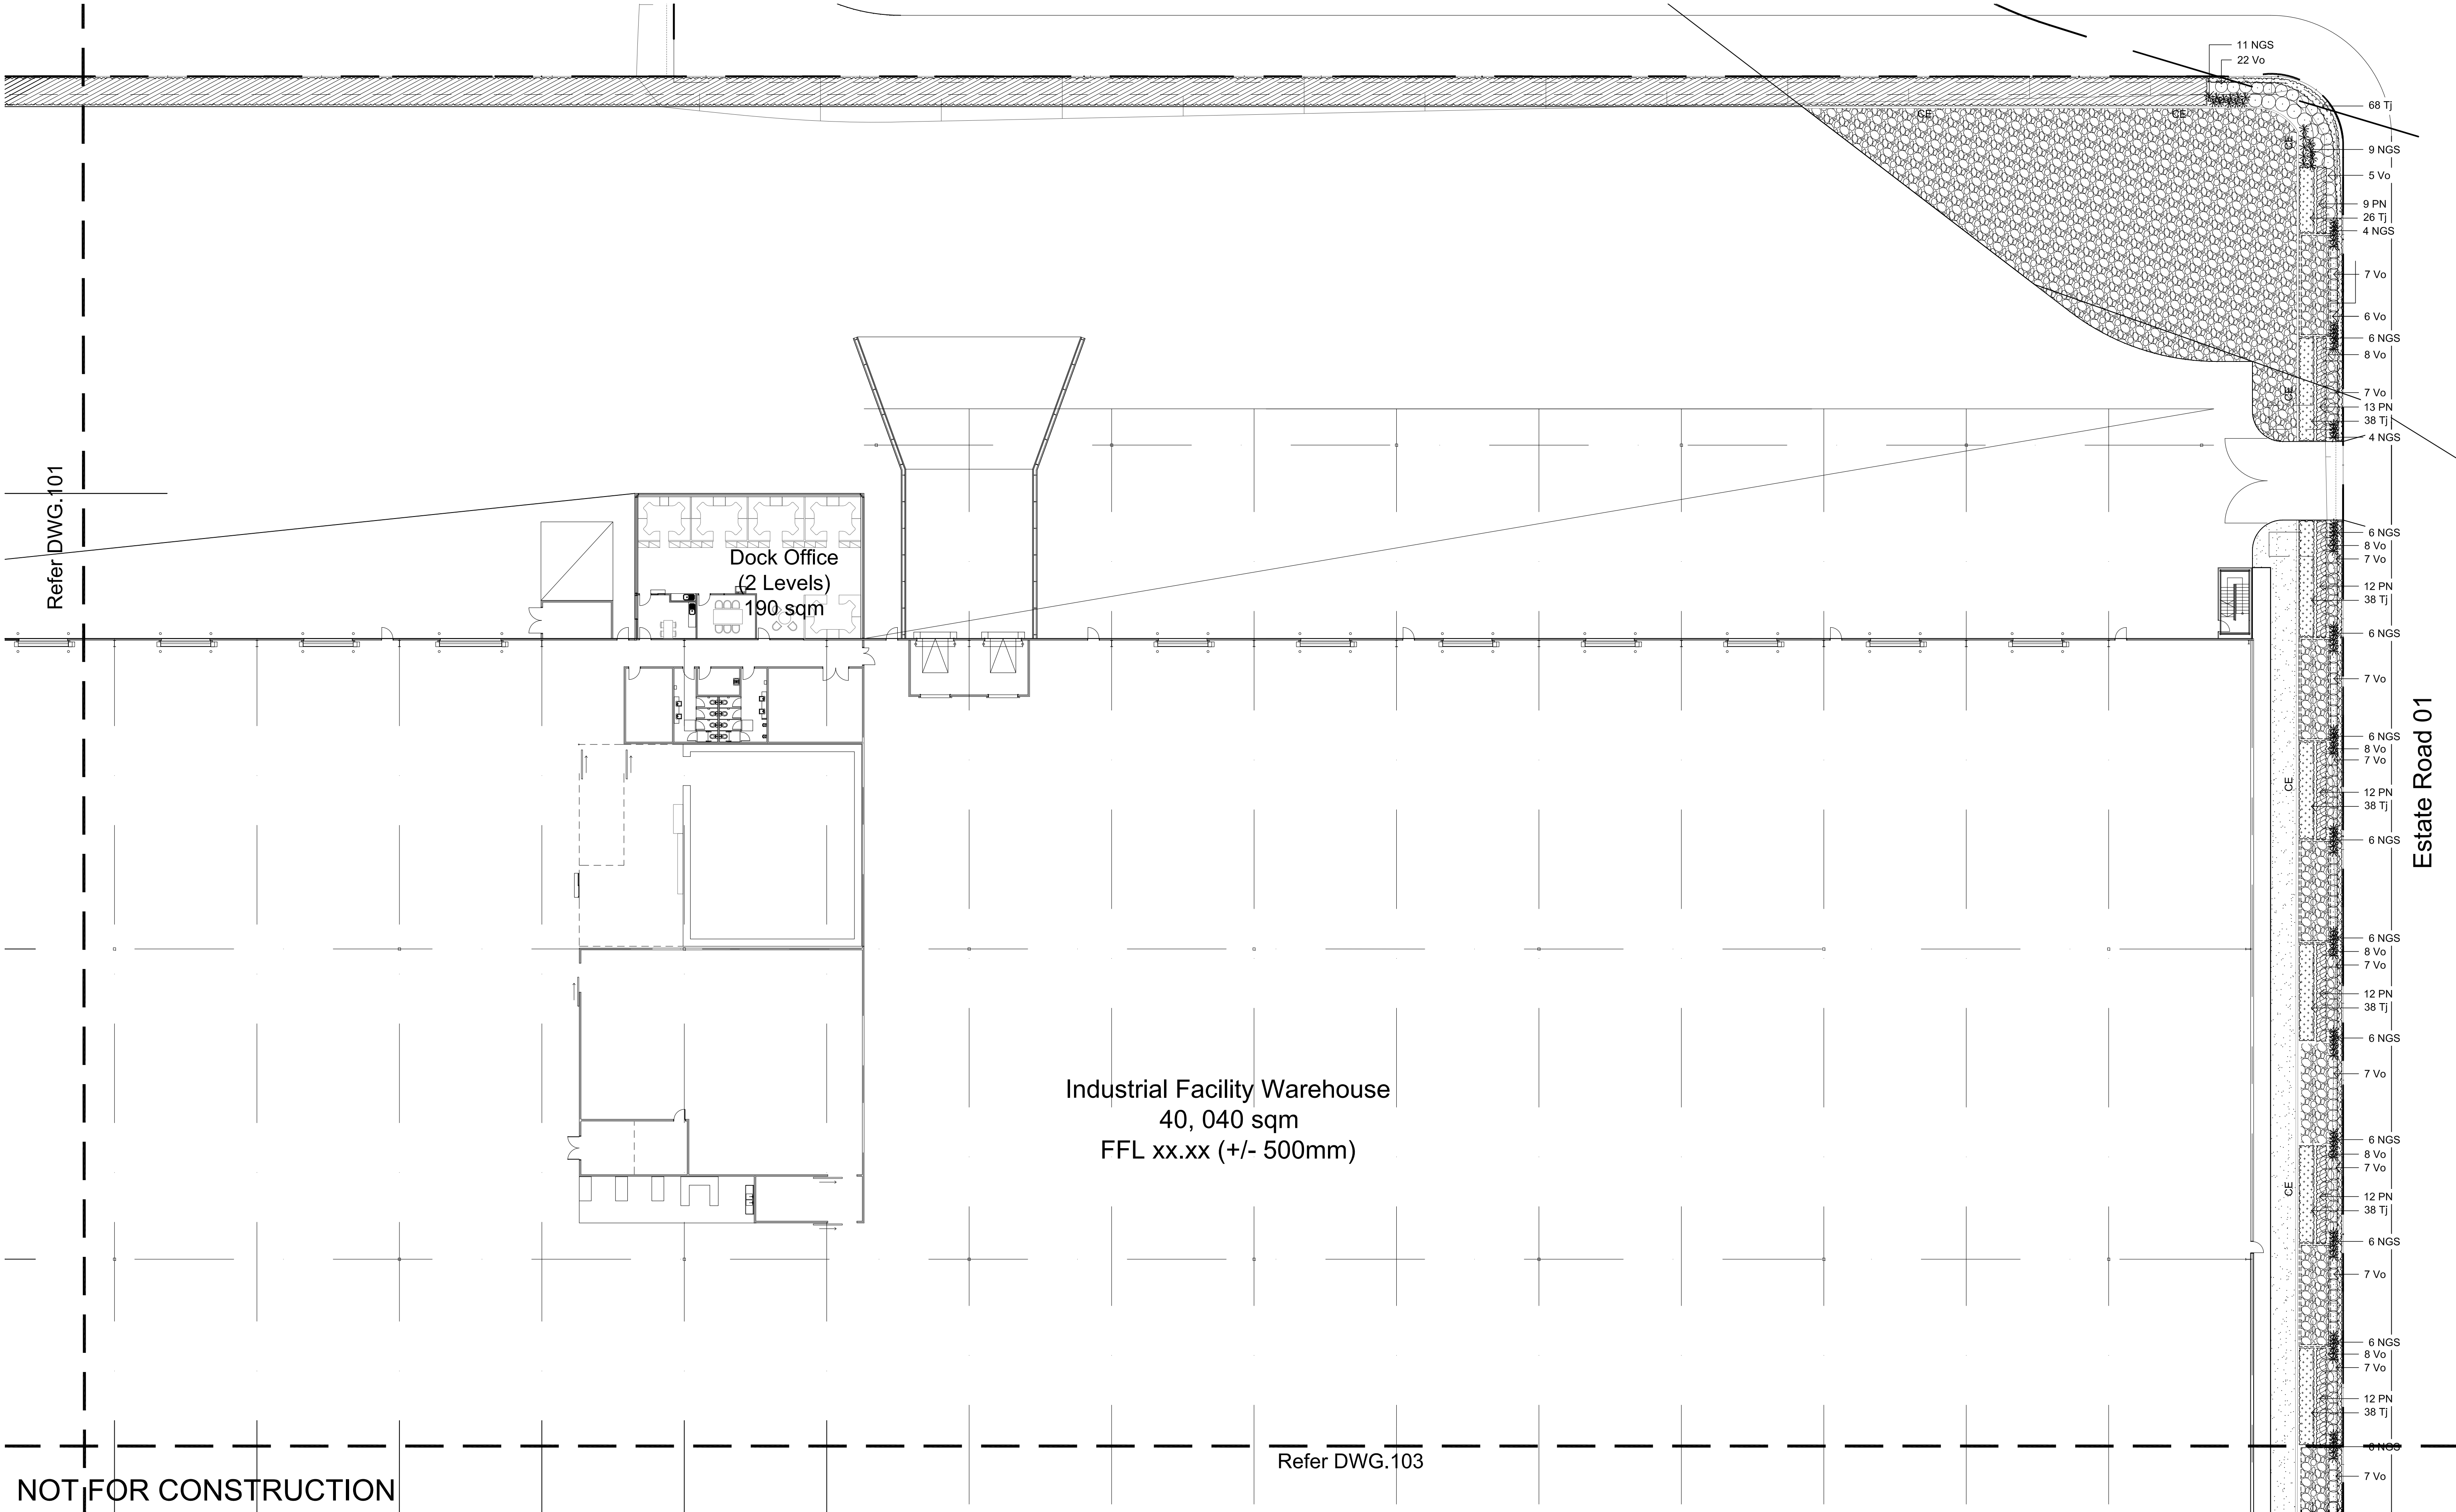 11 NGS
22 Vo
68 Tj
CE
CE
CE
9 NGS
5 Vo
9 PN
26 Tj
4 NGS
7 Vo
6 Vo
6 NGS
8 Vo
CE
7 Vo
13 PN
38 Tj
4 NGS
Refer DWG.101
Dock Office
(2 Levels)
190 sqm
6 NGS
8 Vo
7 Vo
12 PN
38 Tj
6 NGS
7 Vo
Estate Road 01
6 NGS
8 Vo
7 Vo
CE
12 PN
38 Tj
6 NGS
6 NGS
8 Vo
7 Vo
12 PN
38 Tj
6 NGS
7 Vo
Industrial Facility Warehouse
40, 040 sqm
FFL xx.xx (+/- 500mm)
6 NGS
8 Vo
7 Vo
CE
12 PN
38 Tj
6 NGS
7 Vo
6 NGS
8 Vo
7 Vo
12 PN
38 Tj
Refer DWG.103
7 Vo
NOT FOR CONSTRUCTION